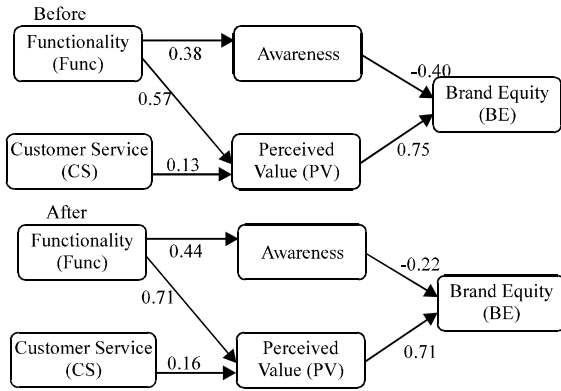 Before
Functionality
(Func)
0.38
Awareness
-0.40
0.57
Brand Equity
(BE)
Customer Service
(CS)
0.13
Perceived
Value (PV)
0.75
After
Functionality
(Func)
0.44
Awareness
-0.22
0.71
Brand Equity
(BE)
Customer Service
(CS)
0.16
Perceived
Value (PV)
0.71